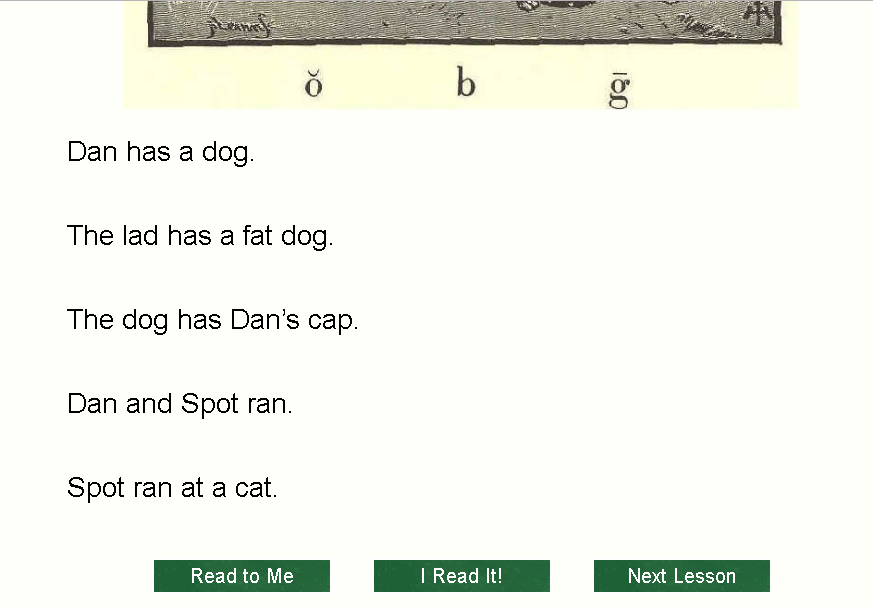 ŏ b ḡ
Dan has a dog.
The lad has a fat dog.
The dog has Dan’s cap.
Dan and Spot ran.
Spot ran at a cat.
Read to Me I Read It! Next Lesson